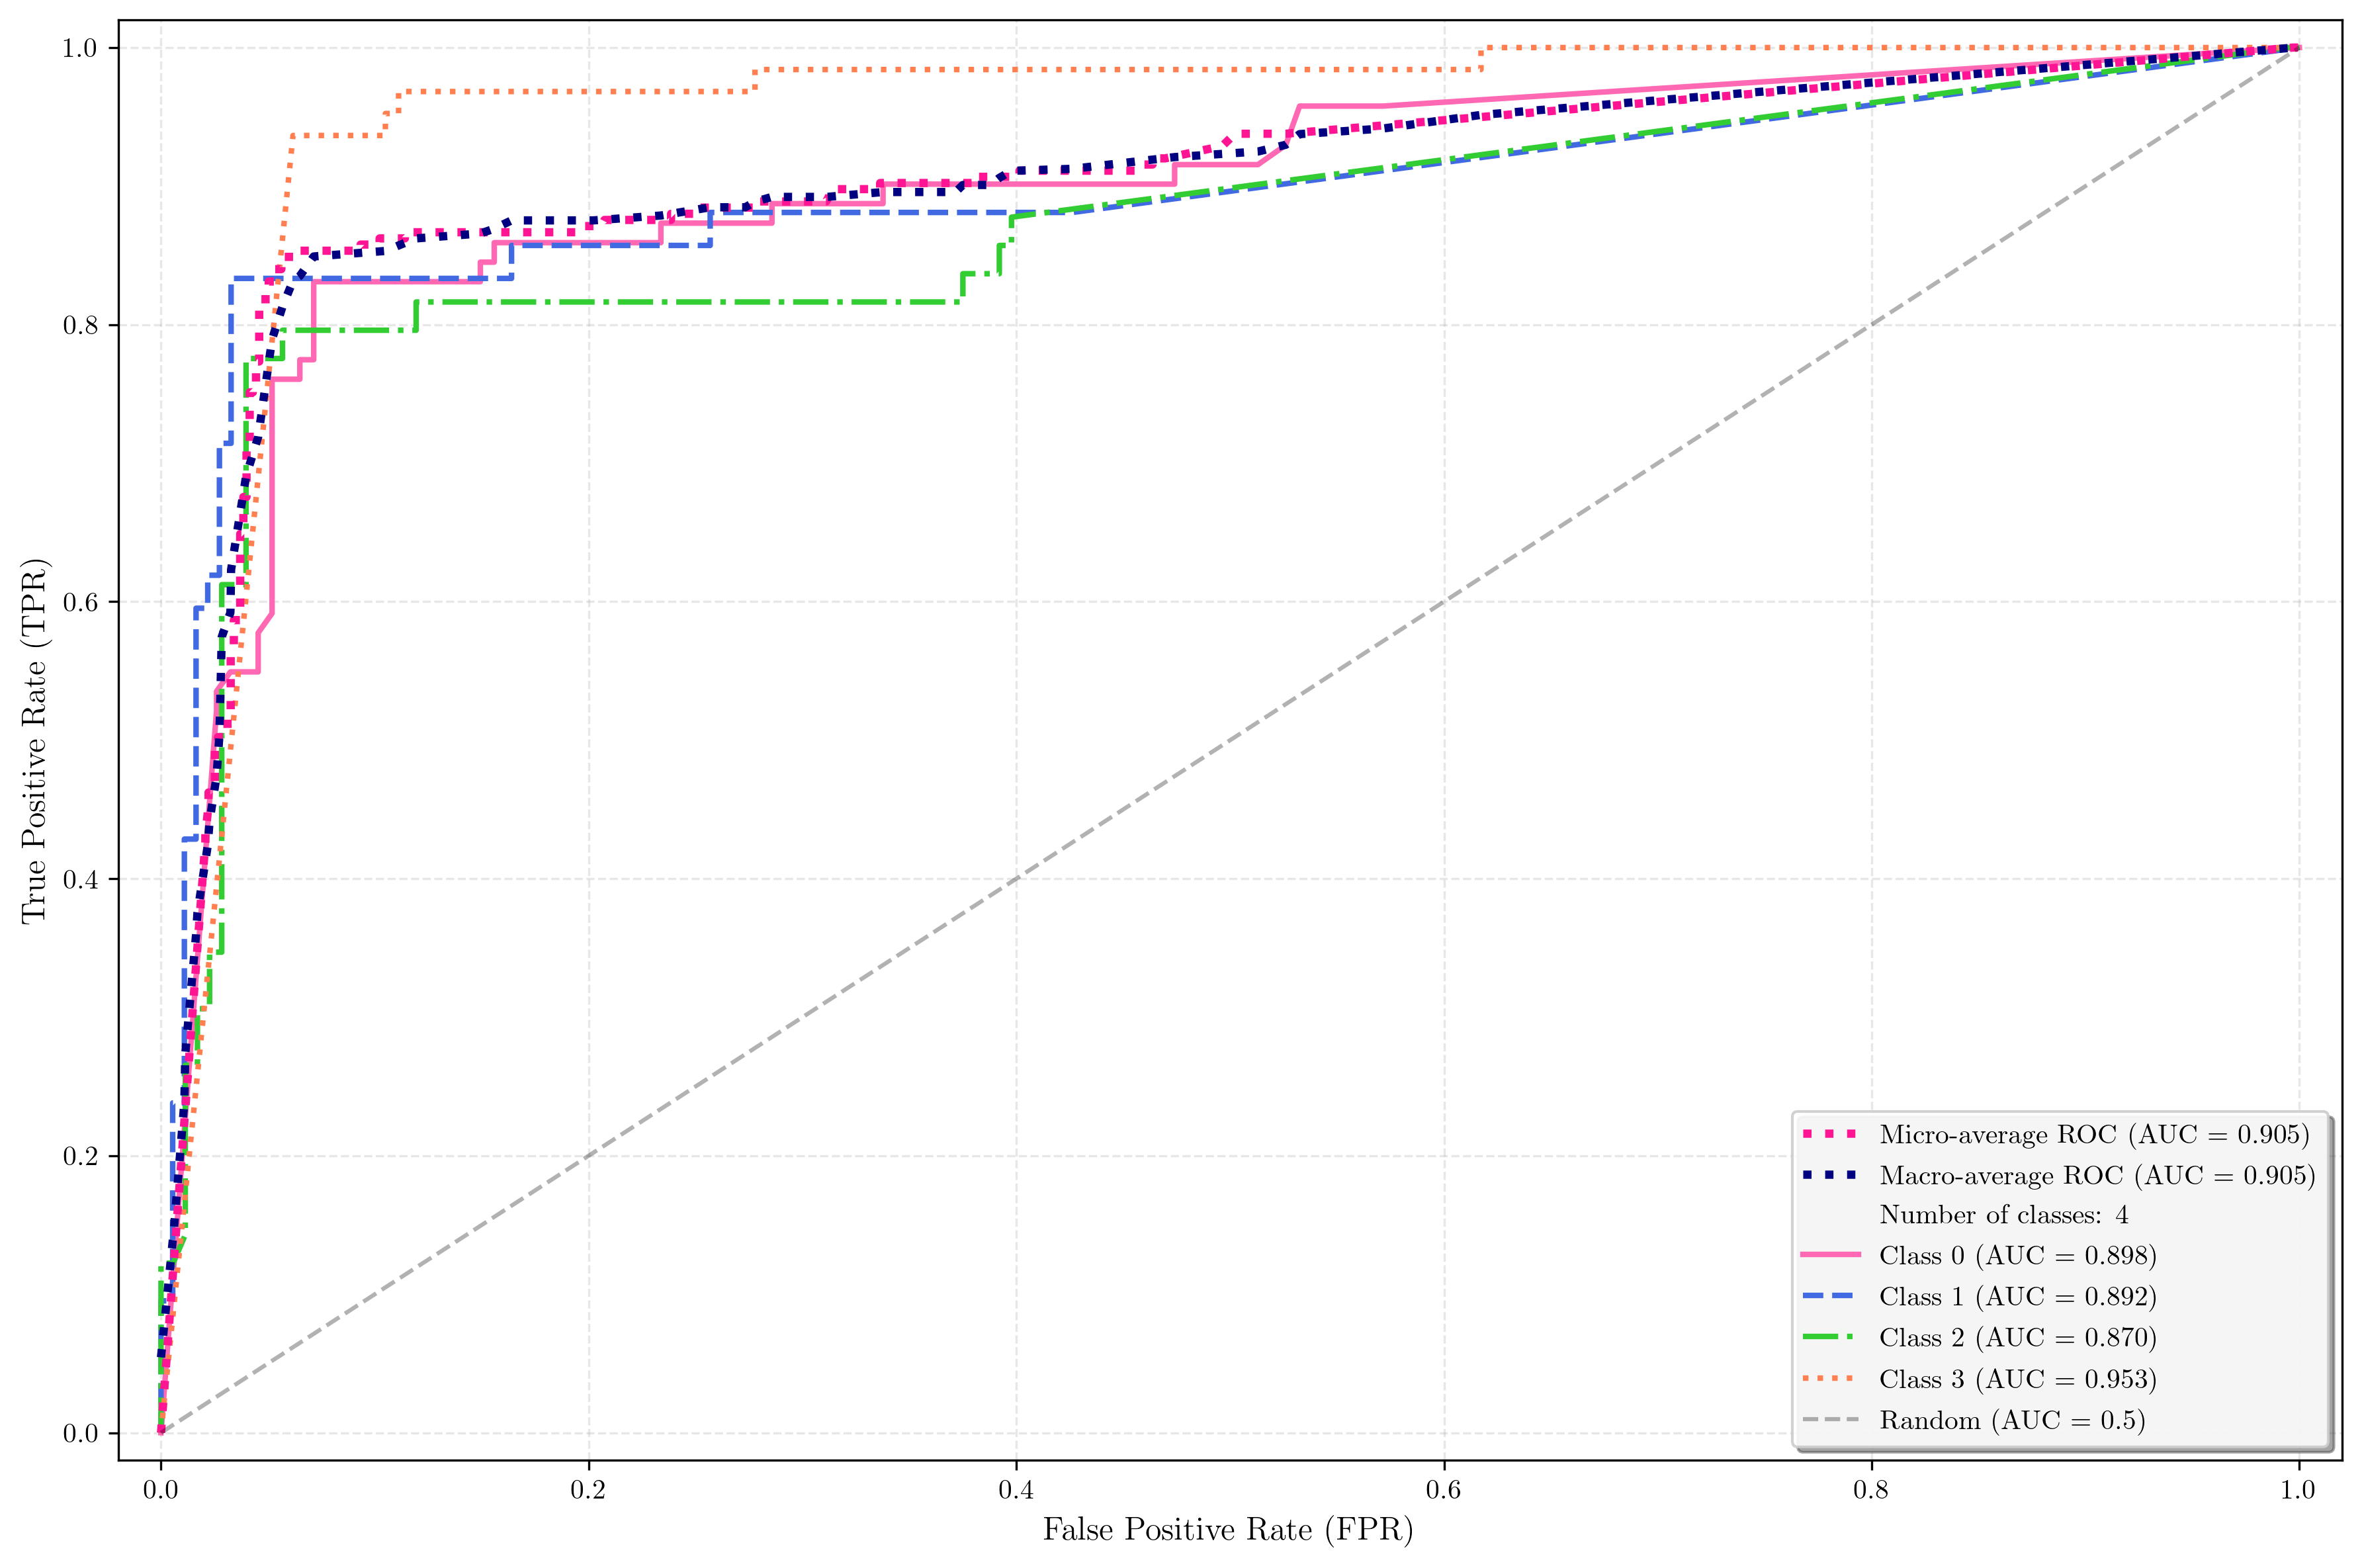 1.0
0.8
0.6
0.4
0.2
0.0
True Positive Rate (TPR)
0.0 0.2 0.4 0.6 0.8 1.0
False Positive Rate (FPR)
Micro-average ROC (AUC = 0.905)
Macro-average ROC (AUC = 0.905)
Number of classes: 4
Class 0 (AUC = 0.898)
Class 1 (AUC = 0.892)
Class 2 (AUC = 0.870)
Class 3 (AUC = 0.953)
Random (AUC = 0.5)